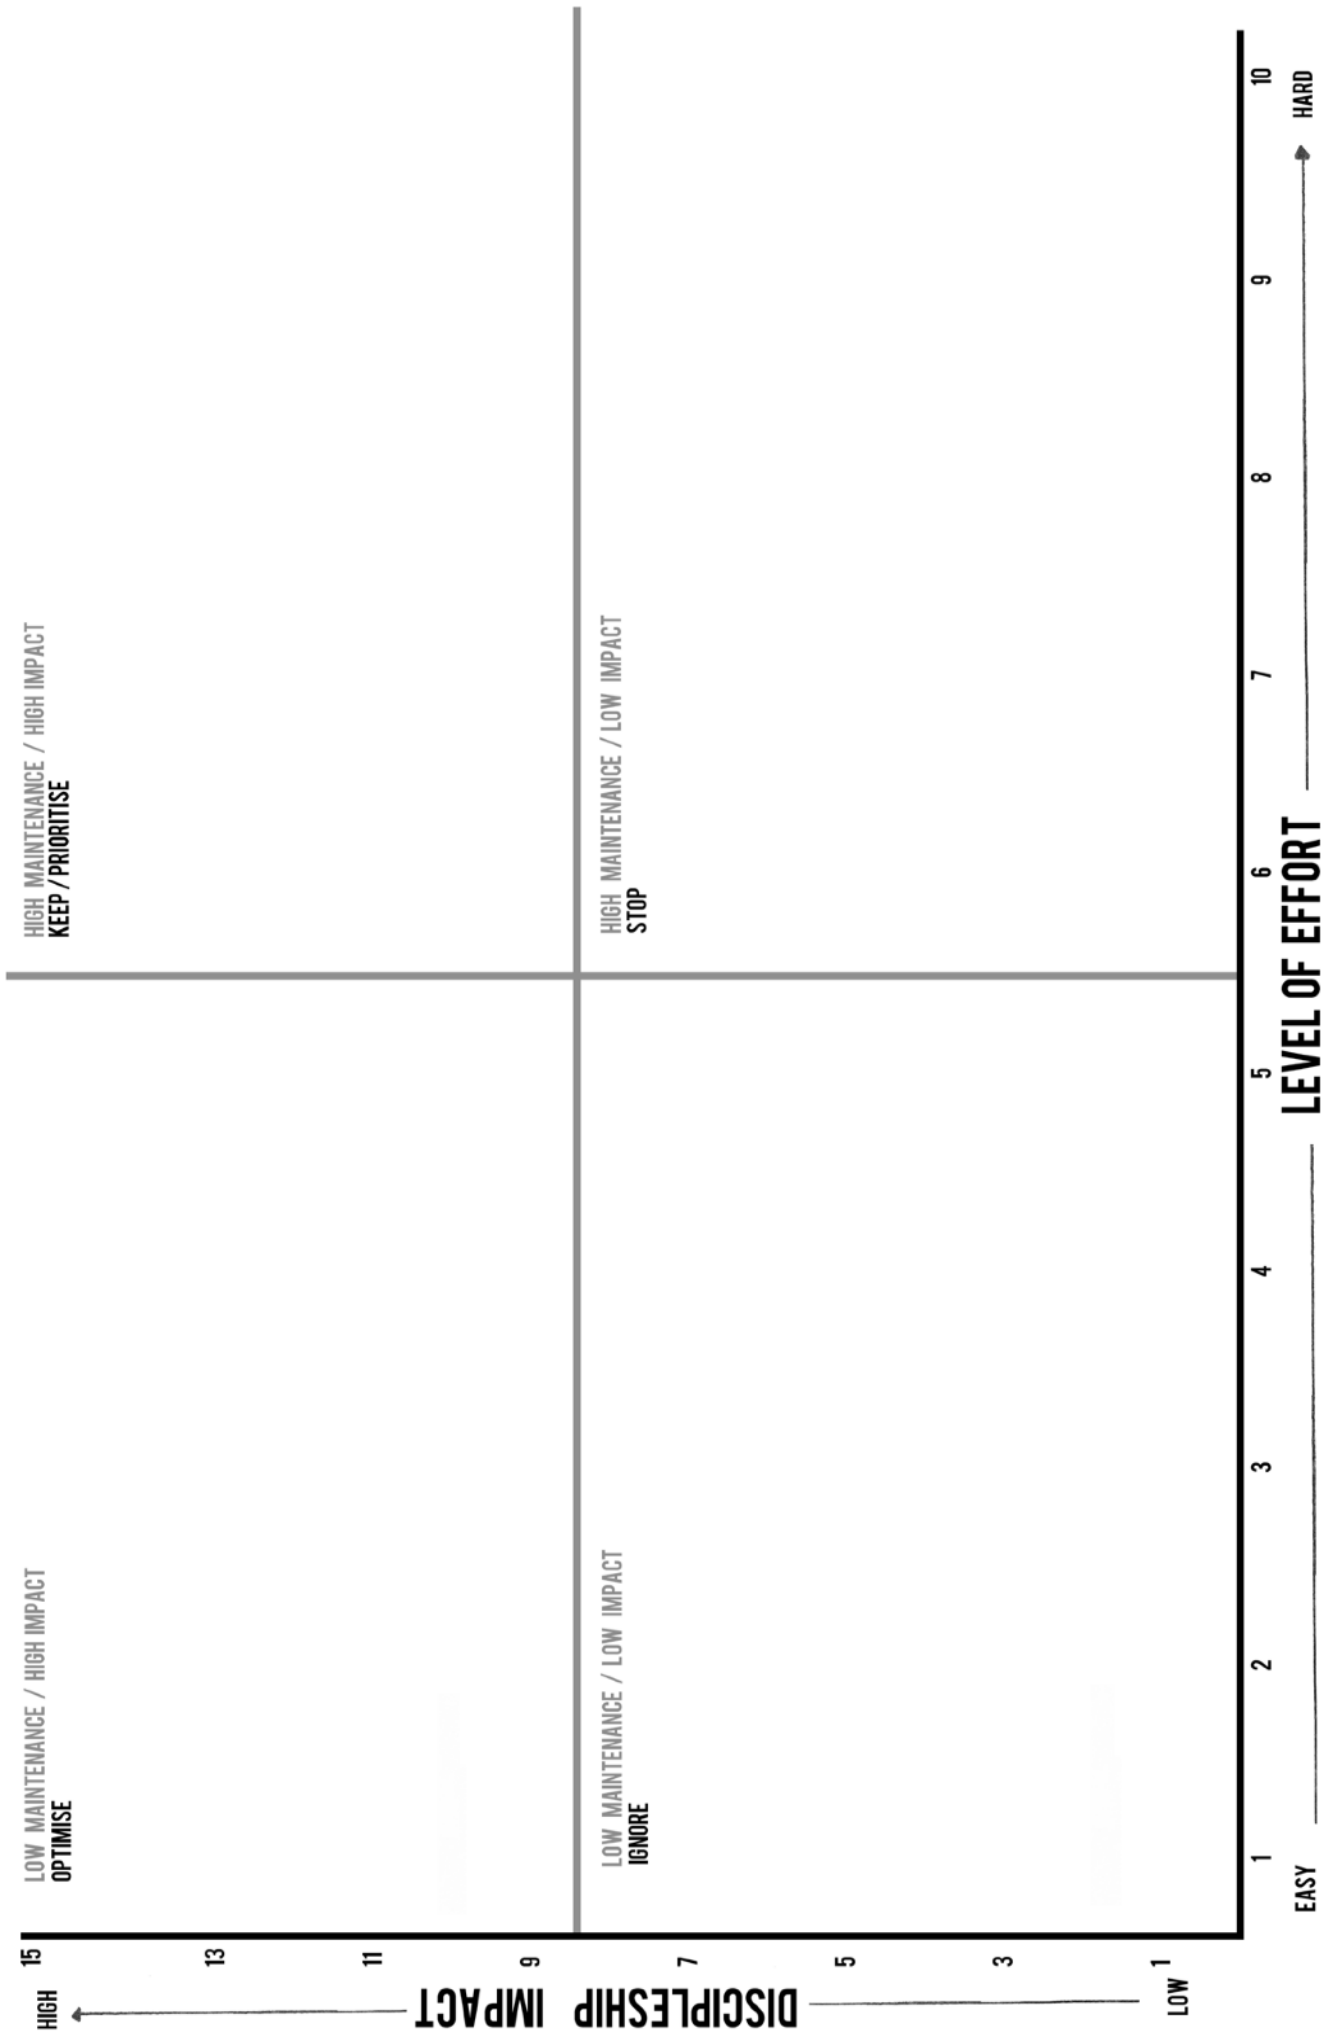 HIGH
DISCIPLESHIP IMPACT
LOW
15
13
11
9
7
5
3
1
LOW MAINTENANCE / HIGH IMPACT
OPTIMISE
HIGH MAINTENANCE / HIGH IMPACT
KEEP / PRIORITISE
LOW MAINTENANCE / LOW IMPACT
IGNORE
HIGH MAINTENANCE / LOW IMPACT
STOP
1 2 3 4 5 6 7 8 9 10
EASY
LEVEL OF EFFORT
HARD